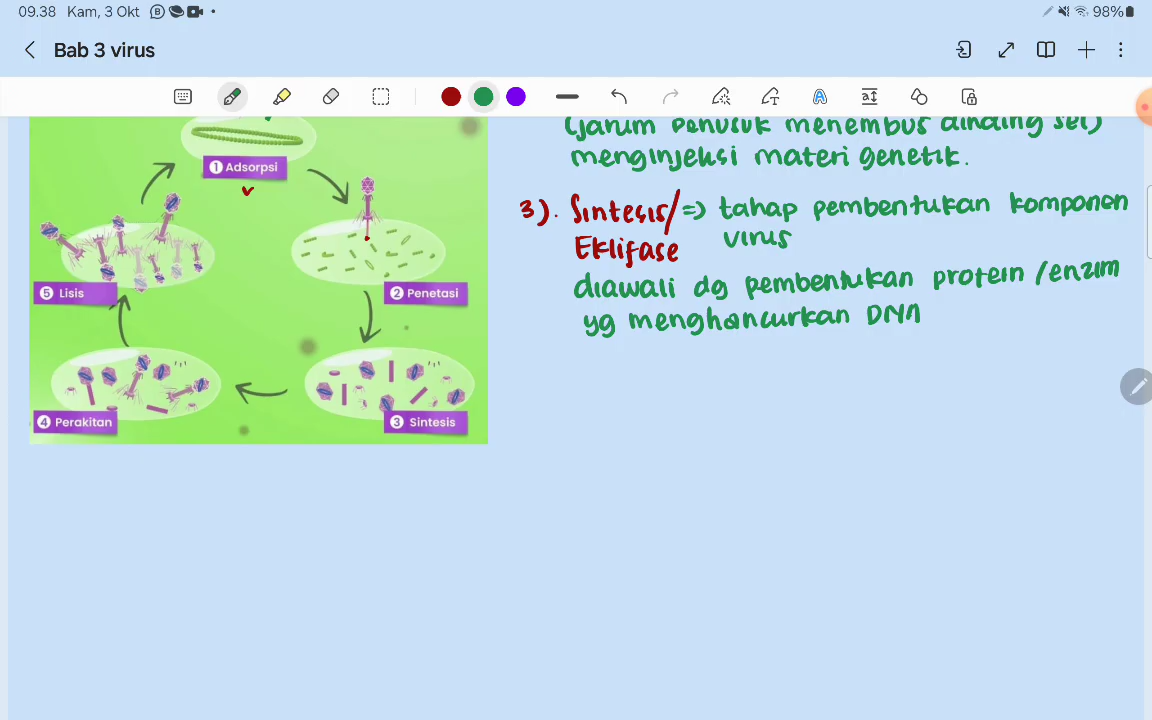 09.38 Kam, 3 Okt
98%
Bab 3 virus
(janum penusuk menembus dinding sel)
menginjeksi materi genetik.
1 Adsorpsi
3). Sintesis/ => tahap pembentukan komponen
Eklifase virus
diawali dg pembentukan protein /enzim
yg menghancurkan DNA
5 Lisis
2 Penetasi
4 Perakitan
3 Sintesis